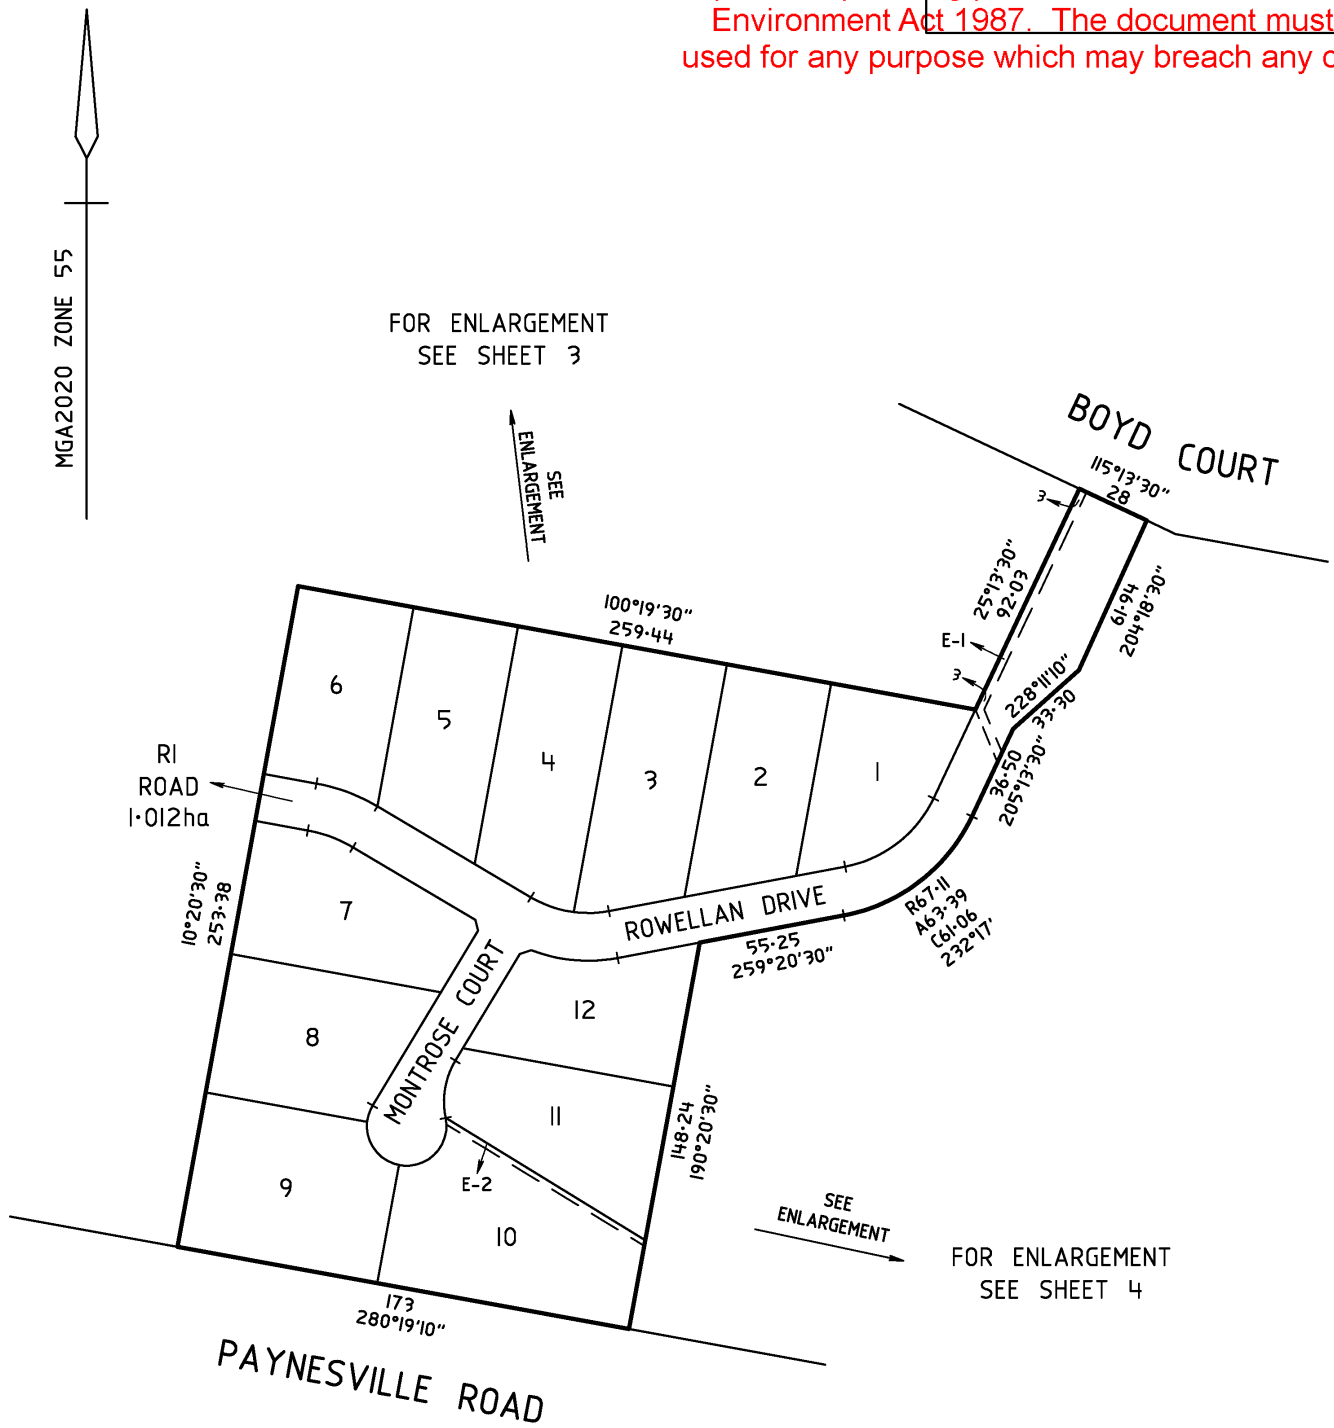 Environment Act 1987. The document must
used for any purpose which may breach any
MGA2020 ZONE 55
FOR ENLARGEMENT
SEE SHEET 3
SEE
ENLARGEMENT
BOYD COURT
115°13'30"
28
3
25°13'30"
92·03
61·94
204°18'30"
E-1
3
228°11'10"
33·30
36·50
205°13'30"
100°19'30"
259·44
6
5
4
3
2
1
R1
ROAD
1·012ha
10°20'30"
253·38
7
ROWELLAN DRIVE
55·25
259°20'30"
R67·11
A63·39
C61·06
232°17'
MONTROSE COURT
12
8
11
148·24
190°20'30"
9
E-2
10
SEE
ENLARGEMENT
FOR ENLARGEMENT
SEE SHEET 4
173
280°19'10"
PAYNESVILLE ROAD